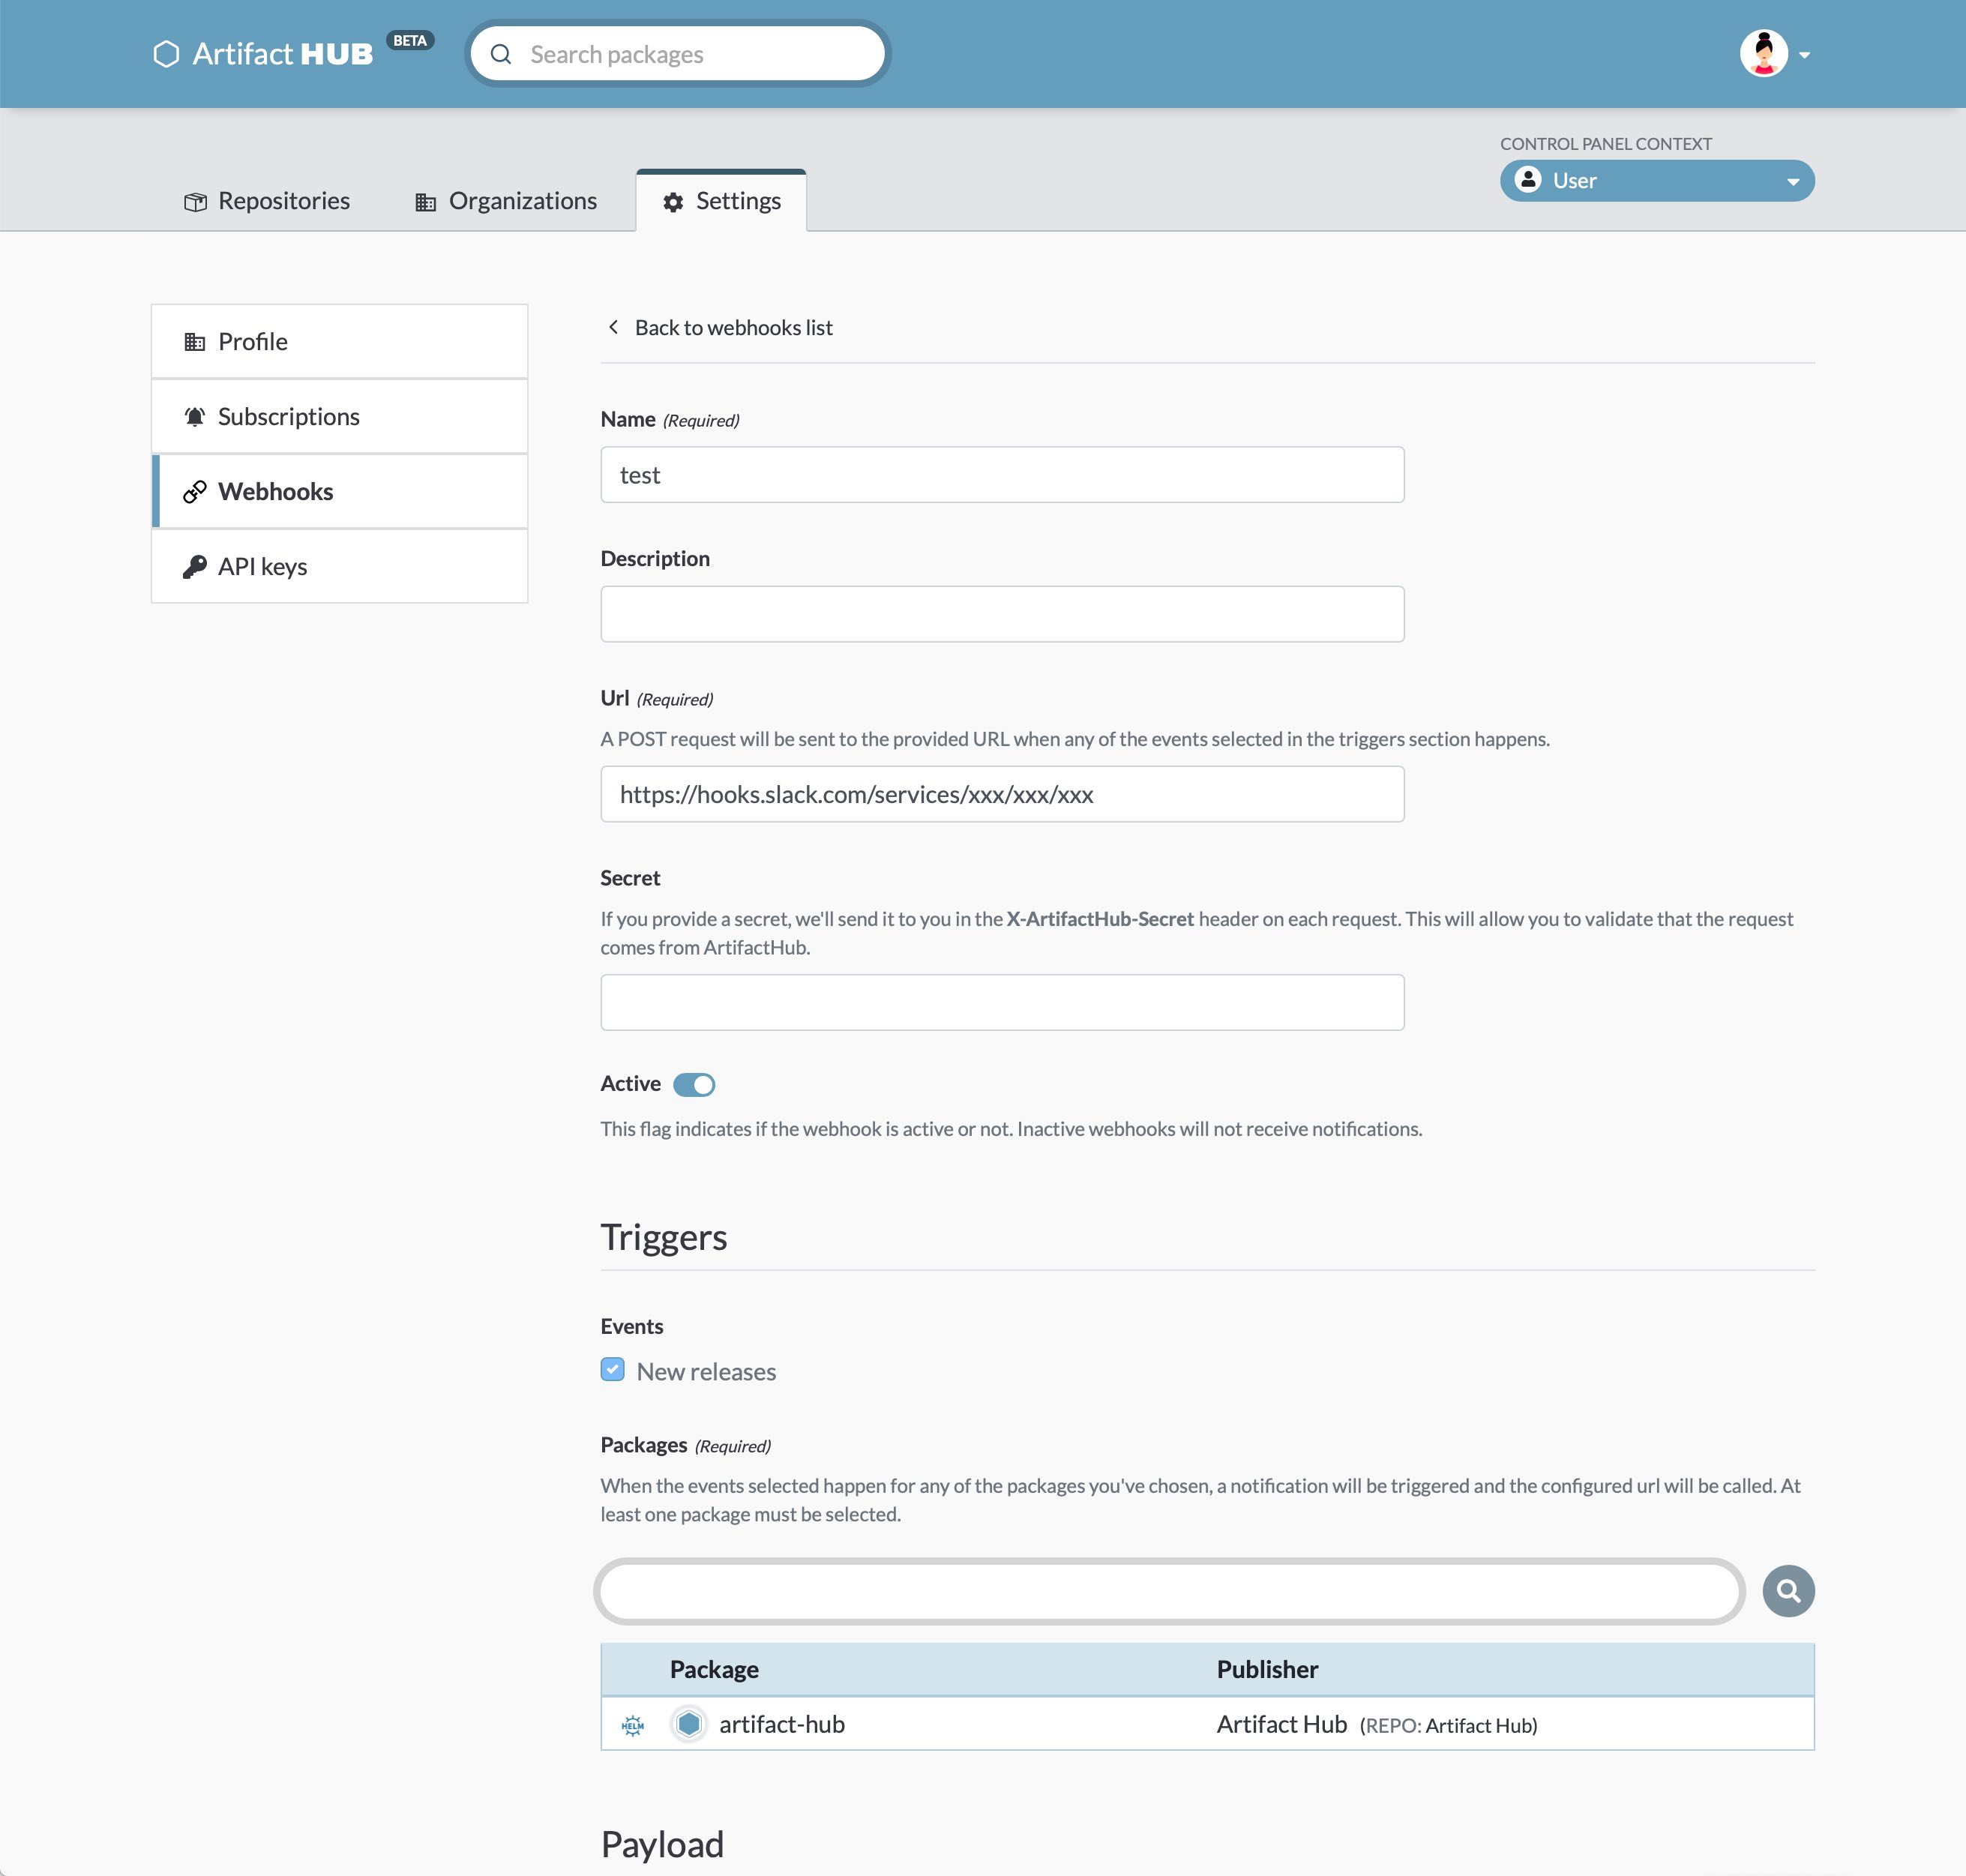 Artifact HUB BETA
Search packages
CONTROL PANEL CONTEXT
User
Repositories
Organizations
Settings
Profile
Subscriptions
Webhooks
API keys
Back to webhooks list
Name (Required)
test
Description
Url (Required)
A POST request will be sent to the provided URL when any of the events selected in the triggers section happens.
https://hooks.slack.com/services/xxx/xxx/xxx
Secret
If you provide a secret, we'll send it to you in the X-ArtifactHub-Secret header on each request. This will allow you to validate that the request
comes from ArtifactHub.
Active
This flag indicates if the webhook is active or not. Inactive webhooks will not receive notifications.
Triggers
Events
New releases
Packages (Required)
When the events selected happen for any of the packages you've chosen, a notification will be triggered and the configured url will be called. At
least one package must be selected.
Package Publisher
HELM artifact-hub Artifact Hub (REPO: Artifact Hub)
Payload